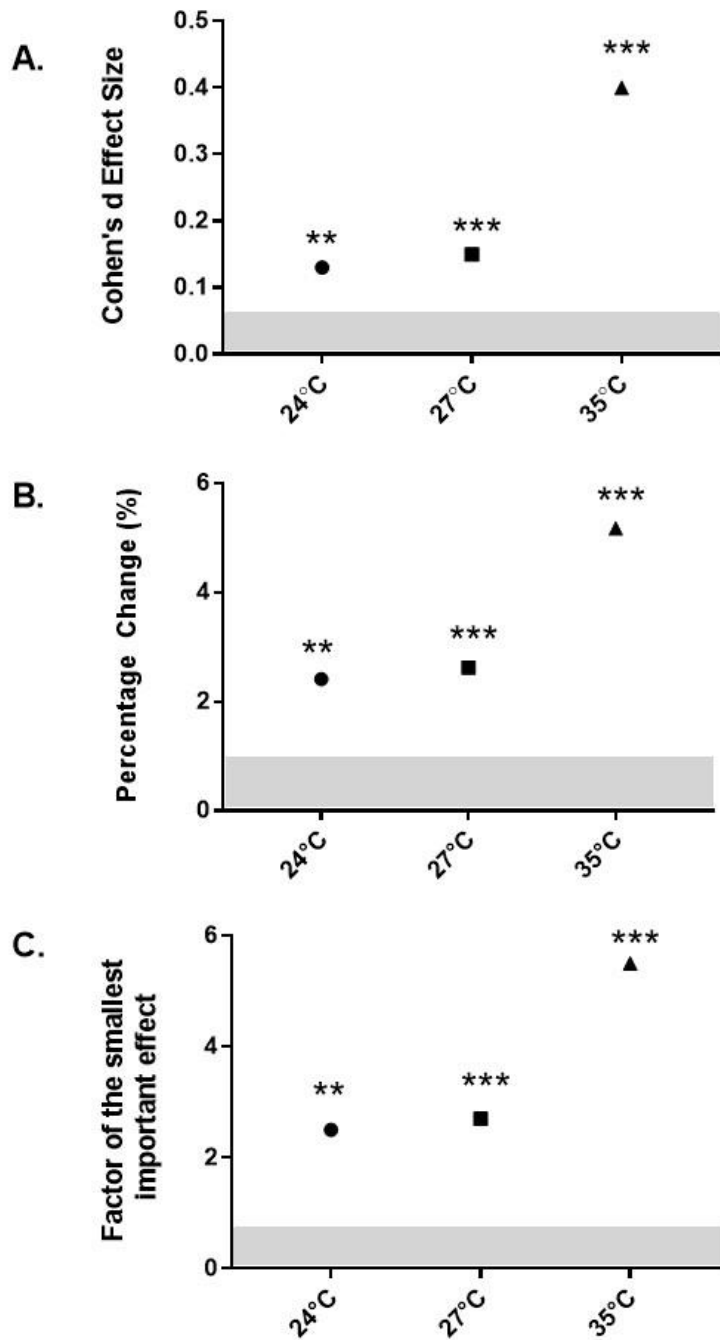 A.
Cohen's d Effect Size
0.5
0.4
0.3
0.2
0.1
0.0
**
***
***
24°C
27°C
35°C
B.
Percentage Change (%)
6
4
2
0
**
***
***
24°C
27°C
35°C
C.
Factor of the smallest
important effect
6
4
2
0
**
***
***
24°C
27°C
35°C